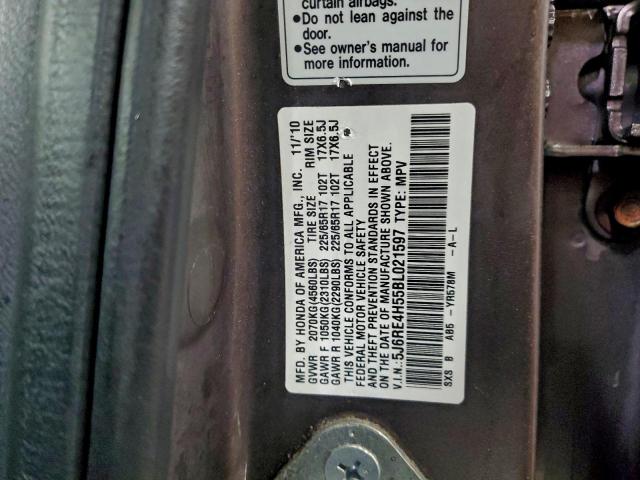 curtain airbags.
●Do not lean against the
door.
●See owner's manual for
more information.
MFD. BY HONDA OF AMERICA MFG., INC. 11/'10
GVWR 2070KG(4560LBS) TIRE SIZE RIM SIZE
GAWR F 1050KG(2310LBS) 225/65R17 102T 17X6.5J
GAWR R 1040KG(2290LBS) 225/65R17 102T 17X6.5J
THIS VEHICLE CONFORMS TO ALL APPLICABLE
FEDERAL MOTOR VEHICLE SAFETY
AND THEFT PREVENTION STANDARDS IN EFFECT
ON THE DATE OF MANUFACTURE SHOWN ABOVE.
V.I.N.:5J6RE4H55BL021597 TYPE: MPV
SXS B AB5 -YR578M -A-L